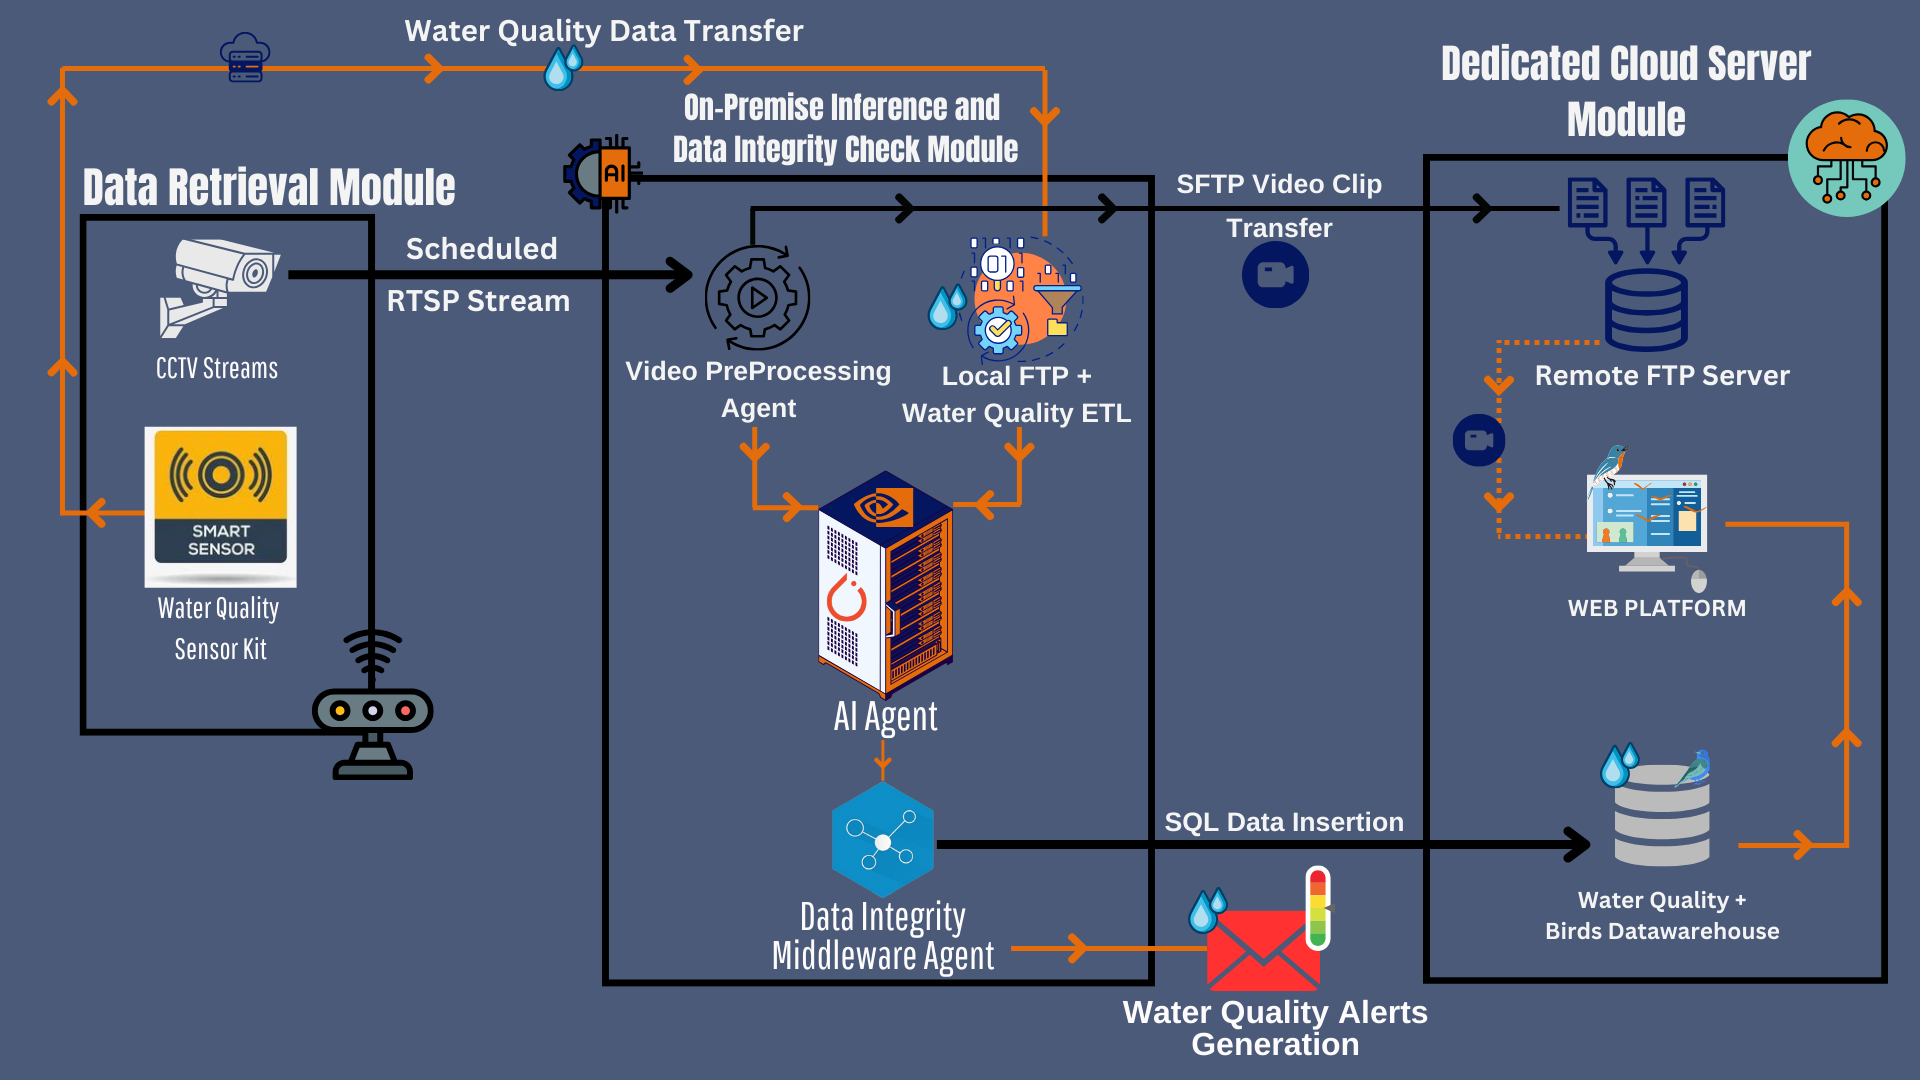 Water Quality Data Transfer
Dedicated Cloud Server
Module
On-Premise Inference and
Data Integrity Check Module
AI
Data Retrieval Module
SFTP Video Clip
Transfer
Scheduled
RTSP Stream
01
CCTV Streams
Video PreProcessing
Agent
Local FTP +
Water Quality ETL
Remote FTP Server
SMART
SENSOR
Water Quality
Sensor Kit
WEB PLATFORM
AI Agent
SQL Data Insertion
Data Integrity
Middleware Agent
Water Quality +
Birds Datawarehouse
Water Quality Alerts
Generation